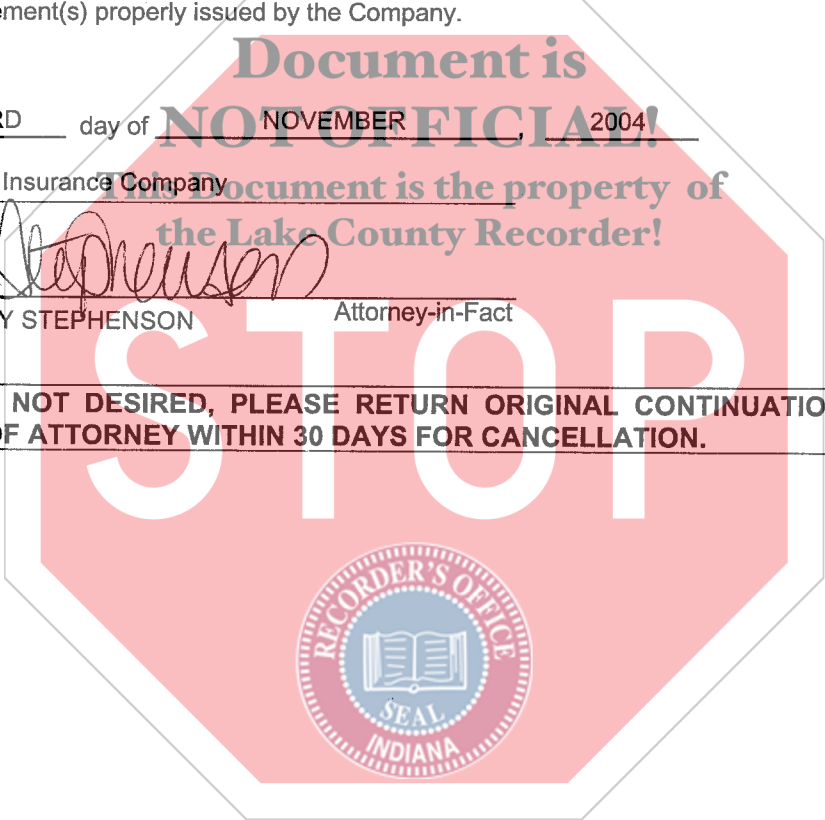 ement(s) properly issued by the Company.
Document is
RD day of NOVEMBER, 2004
NOT OFFICIAL!
Insurance Company
This Document is the property of
the Lake County Recorder!
Stephenson
Y STEPHENSON Attorney-in-Fact
STOP
NOT DESIRED, PLEASE RETURN ORIGINAL CONTINUATIO
OF ATTORNEY WITHIN 30 DAYS FOR CANCELLATION.
RECORDER'S OFFICE
SEAL
INDIANA